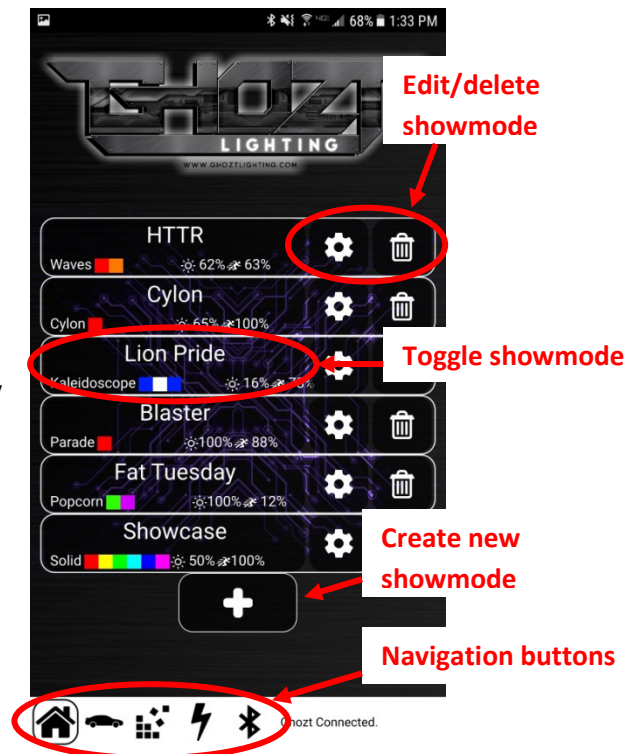 68% 1:33 PM
GHOZT
LIGHTING
WWW.GHOZTLIGHTING.COM
Edit/delete
showmode
HTTR
Waves 62% 63%
Cylon
Cylon 65% 100%
Lion Pride
Toggle showmode
Kaleidoscope 16%
Blaster
Parade 100% 88%
Fat Tuesday
Popcorn 100% 12%
Showcase
Solid 50% 100%
Create new
showmode
Navigation buttons
Ghozt Connected.